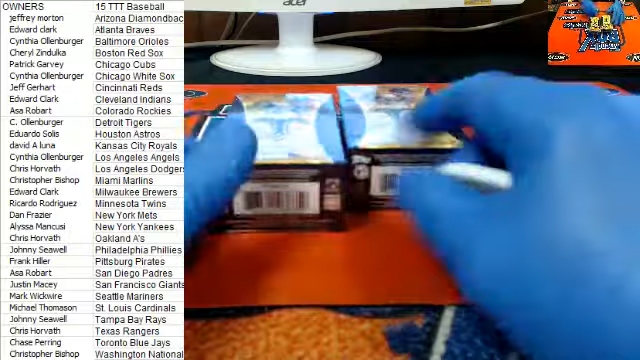 OWNERS 15 TTT Baseball
jeffrey morton Arizona Diamondbac
Edward clark Atlanta Braves
Cynthia Ollenburger Baltimore Orioles
Cheryl Zindulka Boston Red Sox
Patrick Garvey Chicago Cubs
Cynthia Ollenburger Chicago White Sox
Jeff Gerhart Cincinnati Reds
Edward Clark Cleveland Indians
Asa Robart Colorado Rockies
C. Ollenburger Detroit Tigers
Eduardo Solis Houston Astros
david A luna Kansas City Royals
Cynthia Ollenburger Los Angeles Angels
Chris Horvath Los Angeles Dodgers
Christopher Bishop Miami Marlins
Edward Clark Milwaukee Brewers
Ricardo Rodriguez Minnesota Twins
Dan Frazier New York Mets
Alyssa Mancusi New York Yankees
Chris Horvath Oakland A's
Johnny Seawell Philadelphia Phillies
Frank Hiller Pittsburg Pirates
Asa Robart San Diego Padres
Justin Macey San Francisco Giants
Mark Wickwire Seattle Mariners
Michael Thomason St. Louis Cardinals
Johnny Seawell Tampa Bay Rays
Chris Horvath Texas Rangers
Chase Perring Toronto Blue Jays
Christopher Bishop Washington National